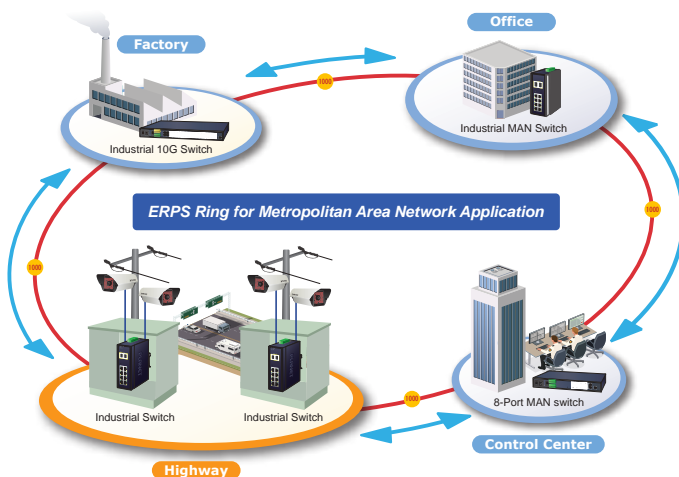 Office
Factory
1000
Industrial MAN Switch
Industrial 10G Switch
ERPS Ring for Metropolitan Area Network Application
1000
1000
8-Port MAN switch
1000
Industrial Switch
Industrial Switch
Control Center
Highway